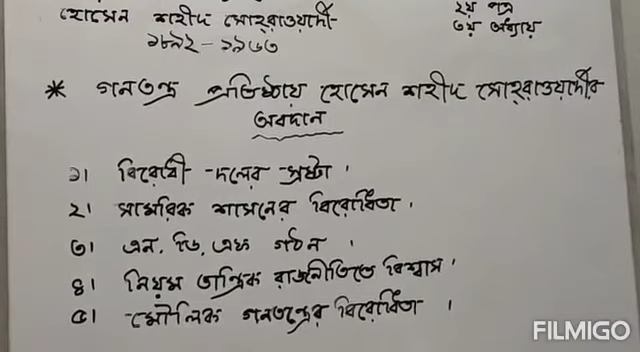 হোসেন শহীদ সোহরাওয়ার্দী
১৮৯২ - ১৯৬৩
২য় পত্র
৩য় অধ্যায়
* গনতন্ত্র প্রতিষ্ঠায় হোসেন শহীদ সোহরাওয়ার্দীর
অবদান
১। বিরোধী দলের স্রষ্টা।
২। সামরিক শাসনের বিরোধিতা।
৩। এন. ডি. এফ গঠন।
৪। নিয়ম তান্ত্রিক রাজনীতিতে বিশ্বাস।
৫। মৌলিক গনতন্ত্রের বিরোধিতা।
FILMIGO